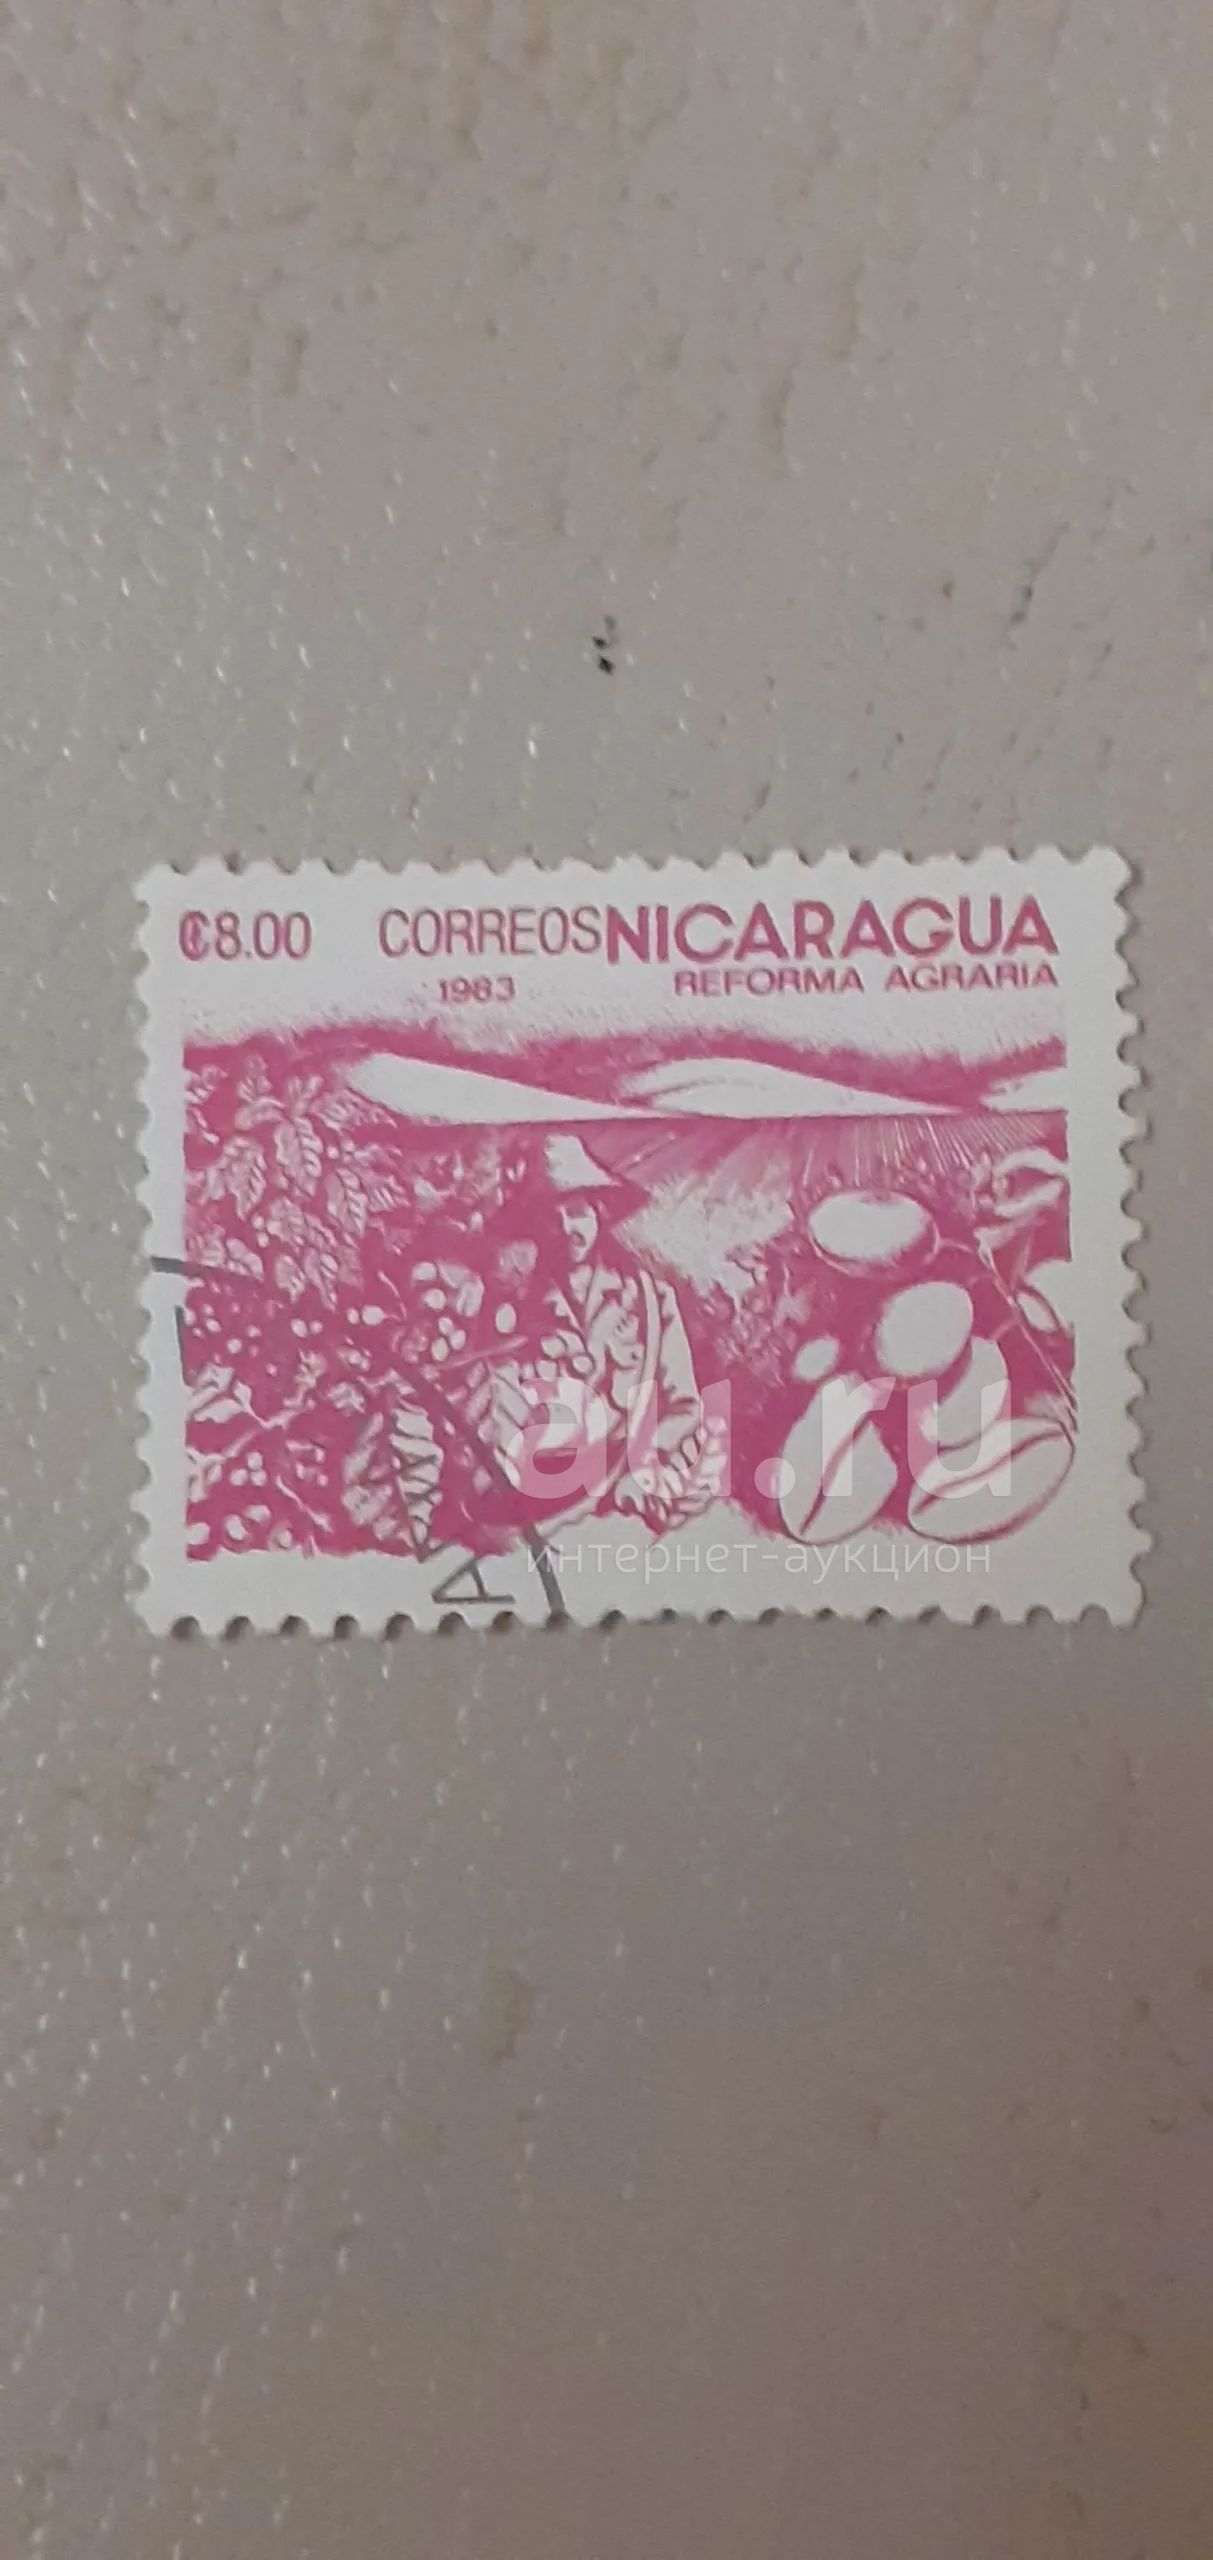 ₡8.00 CORREOS NICARAGUA
1983 REFORMA AGRARIA
au.ru
интернет-аукцион
A